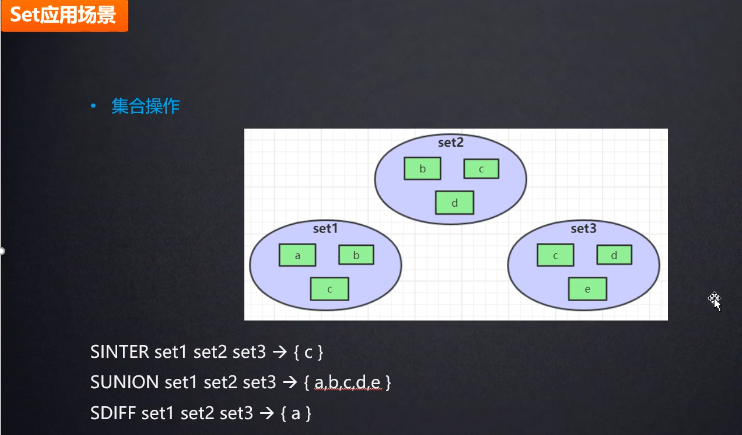 Set应用场景
• 集合操作
set2
b c
d
set1 set3
a b c d
c e
SINTER set1 set2 set3 → { c }
SUNION set1 set2 set3 → { a,b,c,d,e }
SDIFF set1 set2 set3 → { a }